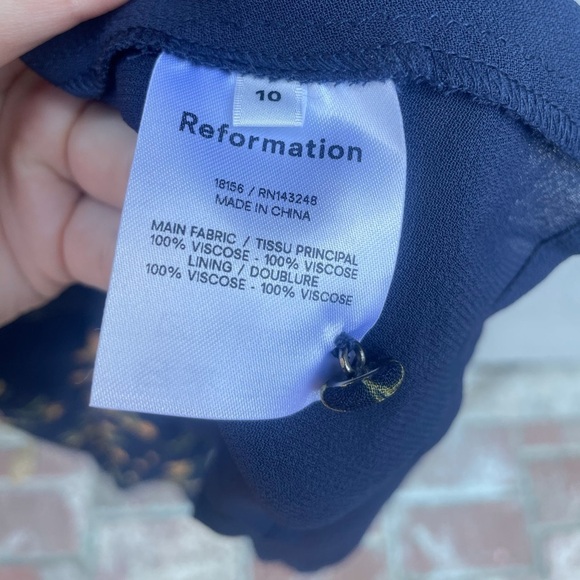 10
Reformation
18156 / RN143248
MADE IN CHINA
MAIN FABRIC / TISSU PRINCIPAL
100% VISCOSE - 100% VISCOSE
LINING / DOUBLURE
100% VISCOSE - 100% VISCOSE